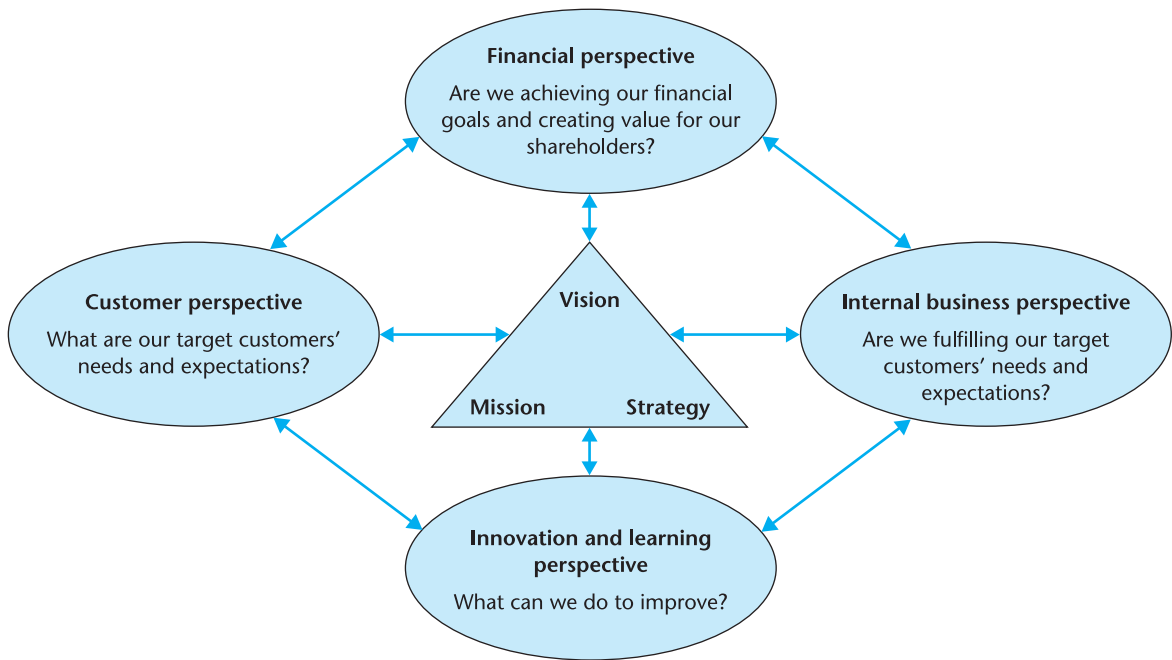 Financial perspective
Are we achieving our financial
goals and creating value for our
shareholders?
Customer perspective
What are our target customers’
needs and expectations?
Vision
Mission
Strategy
Internal business perspective
Are we fulfilling our target
customers’ needs and
expectations?
Innovation and learning
perspective
What can we do to improve?